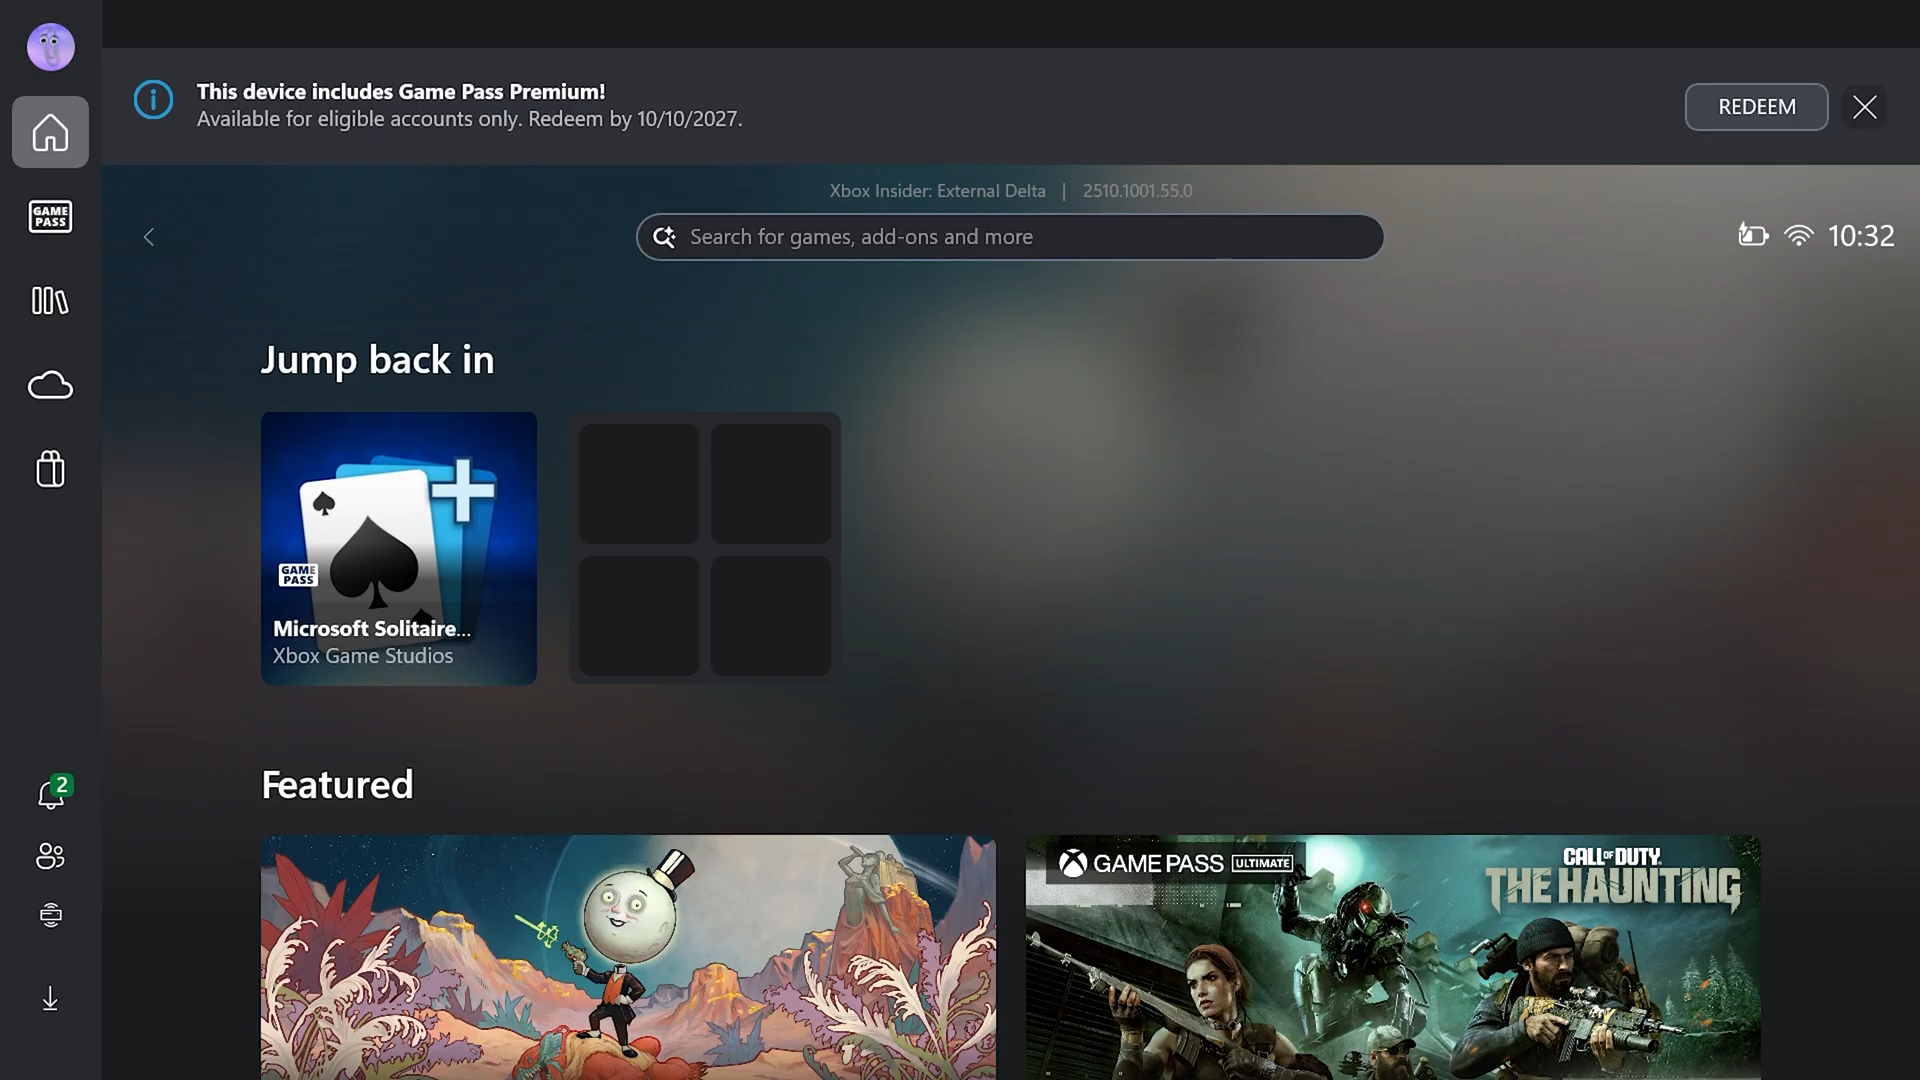 This device includes Game Pass Premium!
Available for eligible accounts only. Redeem by 10/10/2027.
REDEEM
Xbox Insider: External Delta | 2510.1001.55.0
GAME
PASS
Search for games, add-ons and more
10:32
Jump back in
GAME
PASS
Microsoft Solitaire...
Xbox Game Studios
2
Featured
GAME PASS ULTIMATE
CALL OF DUTY.
THE HAUNTING